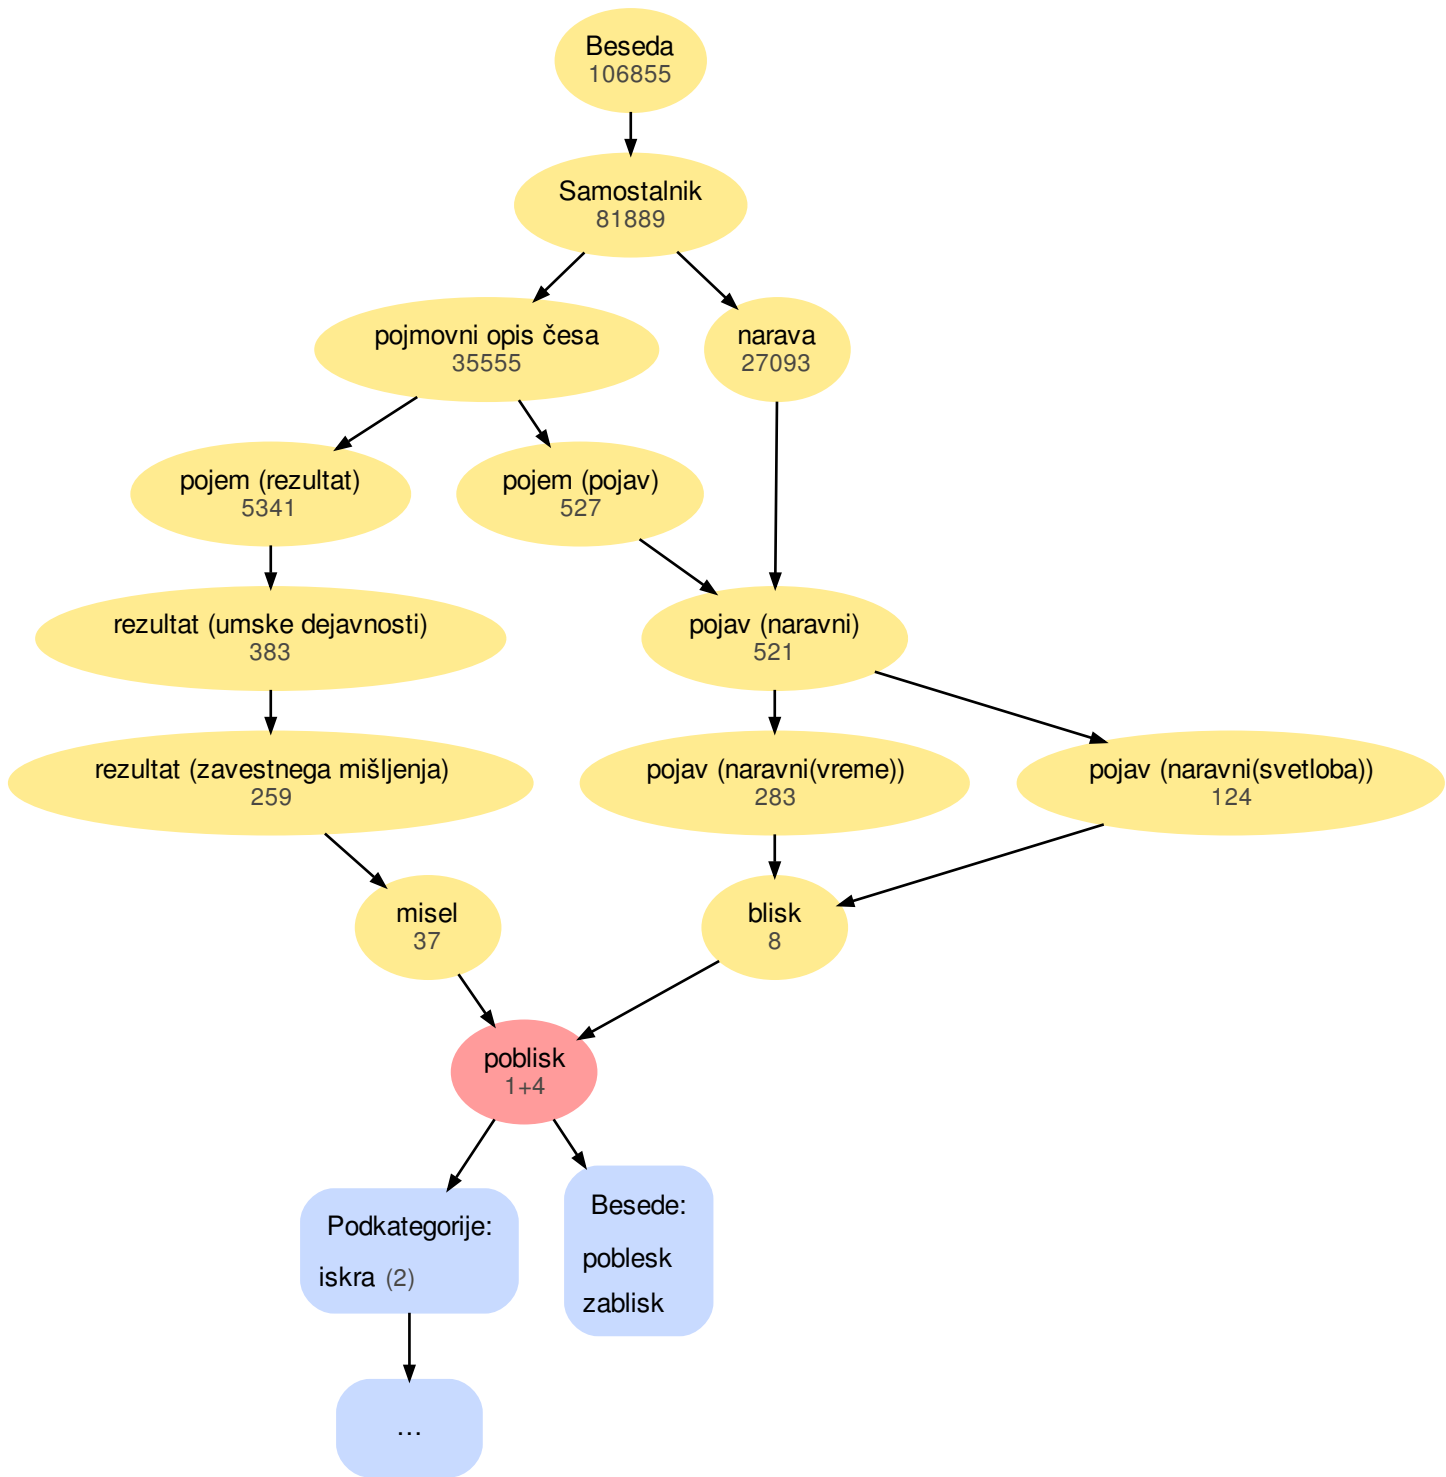 Beseda
106855
Samostalnik
81889
pojmovni opis česa
35555
narava
27093
pojem (rezultat)
5341
pojem (pojav)
527
rezultat (umske dejavnosti)
383
pojav (naravni)
521
rezultat (zavestnega mišljenja)
259
pojav (naravni(vreme))
283
pojav (naravni(svetloba))
124
misel
37
blisk
8
poblisk
1+4
Podkategorije:
iskra (2)
Besede:
poblesk
zablisk
...